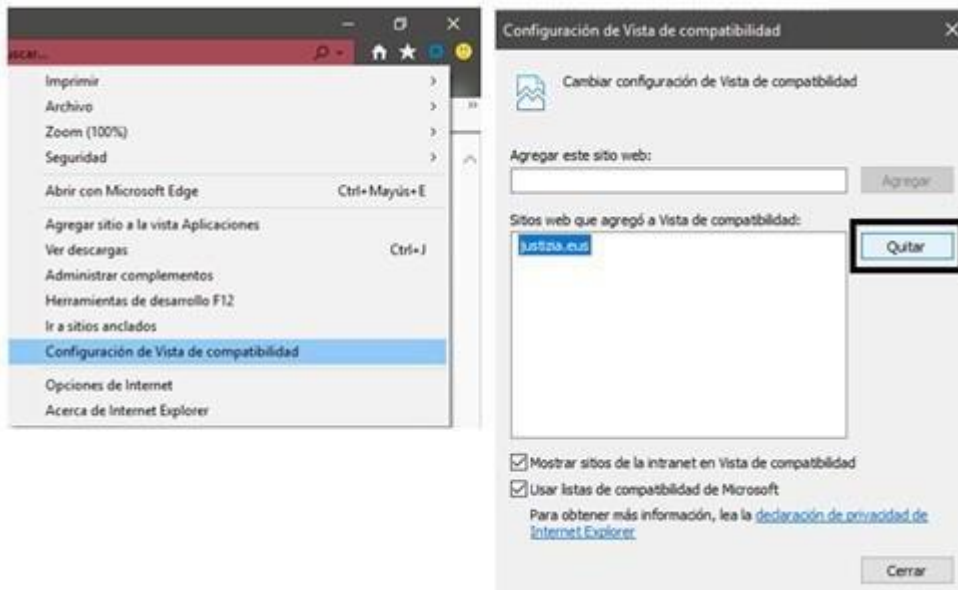 uscar...
Imprimir
Archivo
Zoom (100%)
Seguridad
Abrir con Microsoft Edge Ctrl+Mayús+E
Agregar sitio a la vista Aplicaciones
Ver descargas Ctrl+J
Administrar complementos
Herramientas de desarrollo F12
Ir a sitios anclados
Configuración de Vista de compatibilidad
Opciones de Internet
Acerca de Internet Explorer
Configuración de Vista de compatibilidad
Cambiar configuración de Vista de compatibilidad
Agregar este sitio web:
Agregar
Sitios web que agregó a Vista de compatibilidad:
justizia.eus
Quitar
Mostrar sitios de la intranet en Vista de compatibilidad
Usar listas de compatibilidad de Microsoft
Para obtener más información, lea la declaración de privacidad de
Internet Explorer
Cerrar